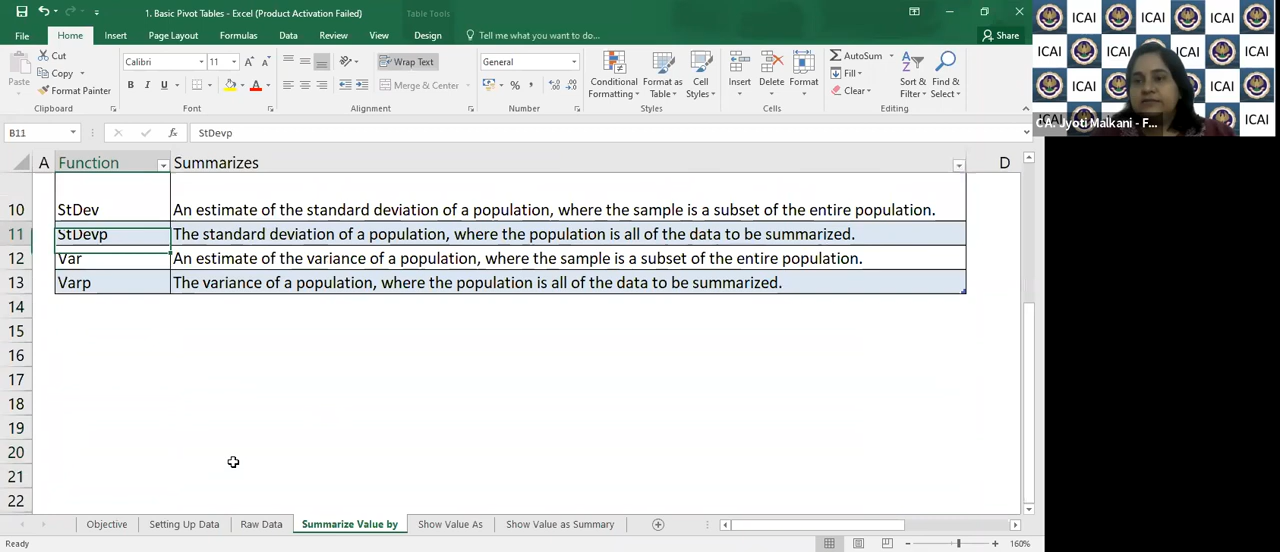 1. Basic Pivot Tables - Excel (Product Activation Failed)
Table Tools
File Home Insert Page Layout Formulas Data Review View Design Tell me what you want to do... Share
Cut
Copy
Format Painter
Paste
Clipboard
Calibri 11
B I U
Font
Wrap Text
Merge & Center
Alignment
General
Number
Conditional Formatting
Format as Table
Cell Styles
Styles
Insert Delete Format
Cells
AutoSum
Fill
Clear
Sort & Filter
Find & Select
Editing
ICAI ICAI ICAI
ICAI ICAI ICAI
ICAI ICAI
ICAI
CA. Jyoti Malkani - F...
B11 fx StDevp
A Function Summarizes D
10 StDev An estimate of the standard deviation of a population, where the sample is a subset of the entire population.
11 StDevp The standard deviation of a population, where the population is all of the data to be summarized.
12 Var An estimate of the variance of a population, where the sample is a subset of the entire population.
13 Varp The variance of a population, where the population is all of the data to be summarized.
14
15
16
17
18
19
20
21
22
Objective Setting Up Data Raw Data Summarize Value by Show Value As Show Value as Summary
Ready 160%